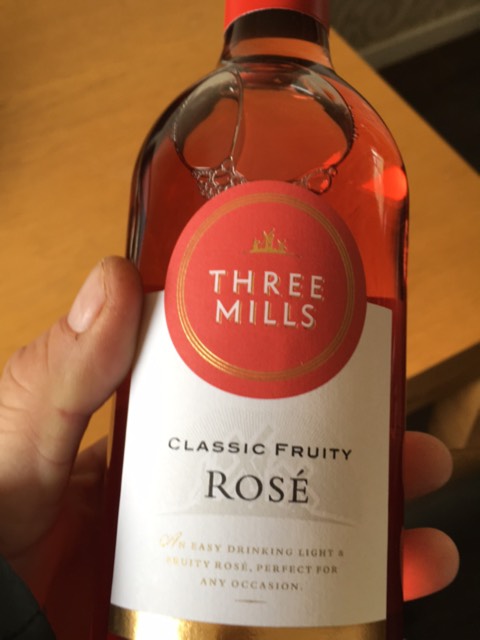 THREE
MILLS
CLASSIC FRUITY
ROSÉ
AN EASY DRINKING LIGHT &
FRUITY ROSÉ, PERFECT FOR
ANY OCCASION.